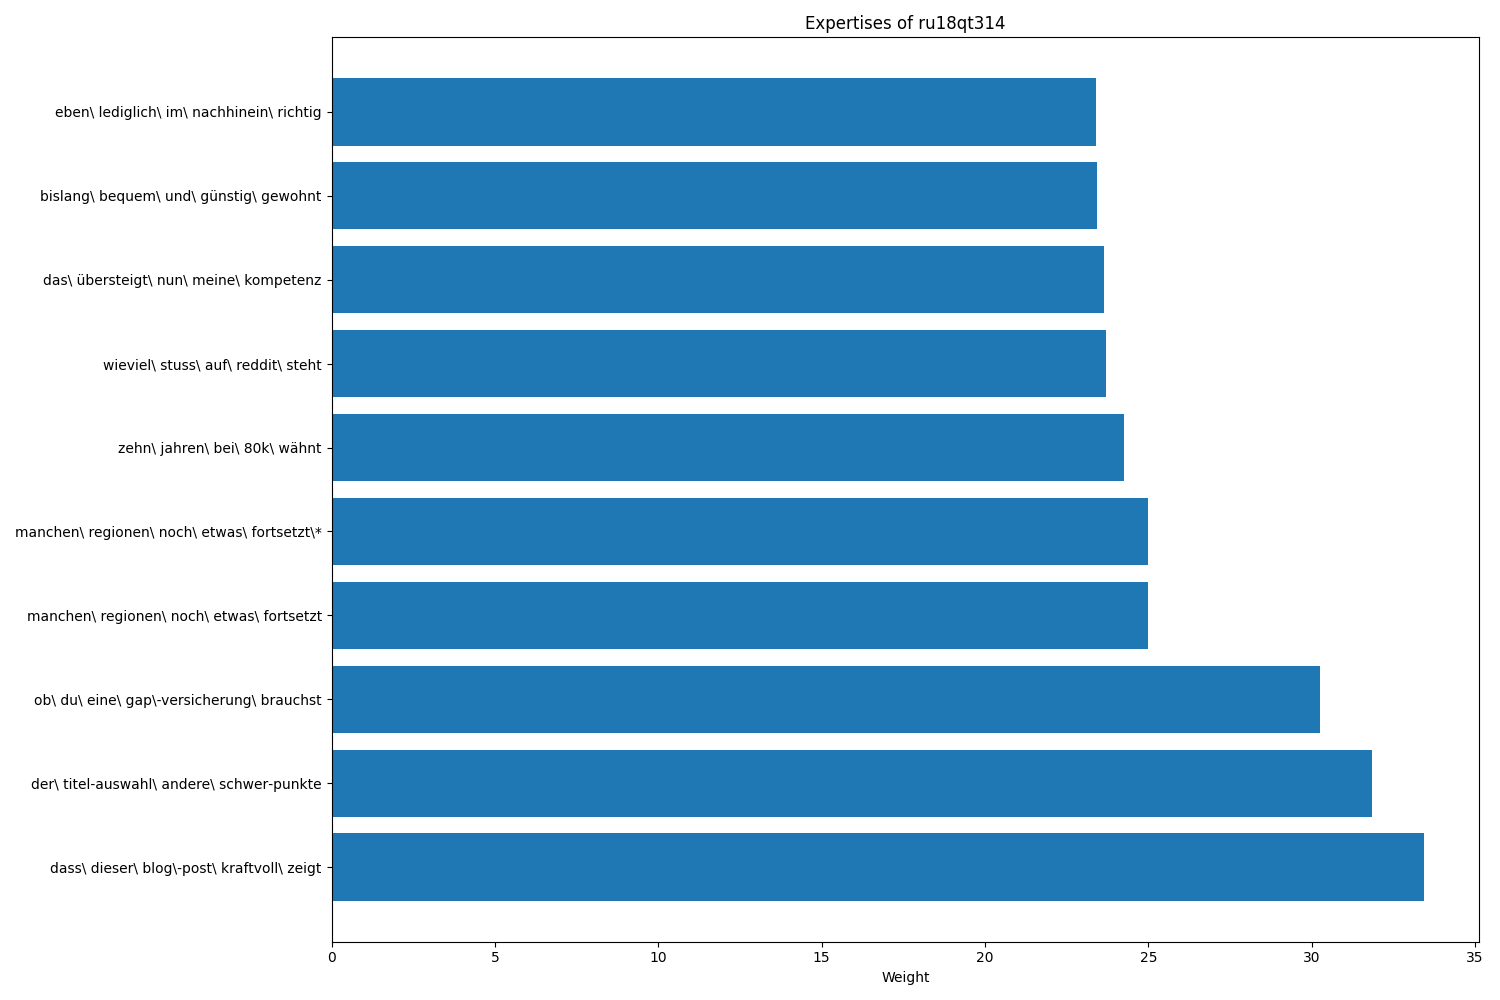 Expertises of ru18qt314
eben\ lediglich\ im\ nachhinein\ richtig
bislang\ bequem\ und\ günstig\ gewohnt
das\ übersteigt\ nun\ meine\ kompetenz
wieviel\ stuss\ auf\ reddit\ steht
zehn\ jahren\ bei\ 80k\ wähnt
manchen\ regionen\ noch\ etwas\ fortsetzt\*
manchen\ regionen\ noch\ etwas\ fortsetzt
ob\ du\ eine\ gap\-versicherung\ brauchst
der\ titel-auswahl\ andere\ schwer-punkte
dass\ dieser\ blog\-post\ kraftvoll\ zeigt
0 5 10 15 20 25 30 35
Weight